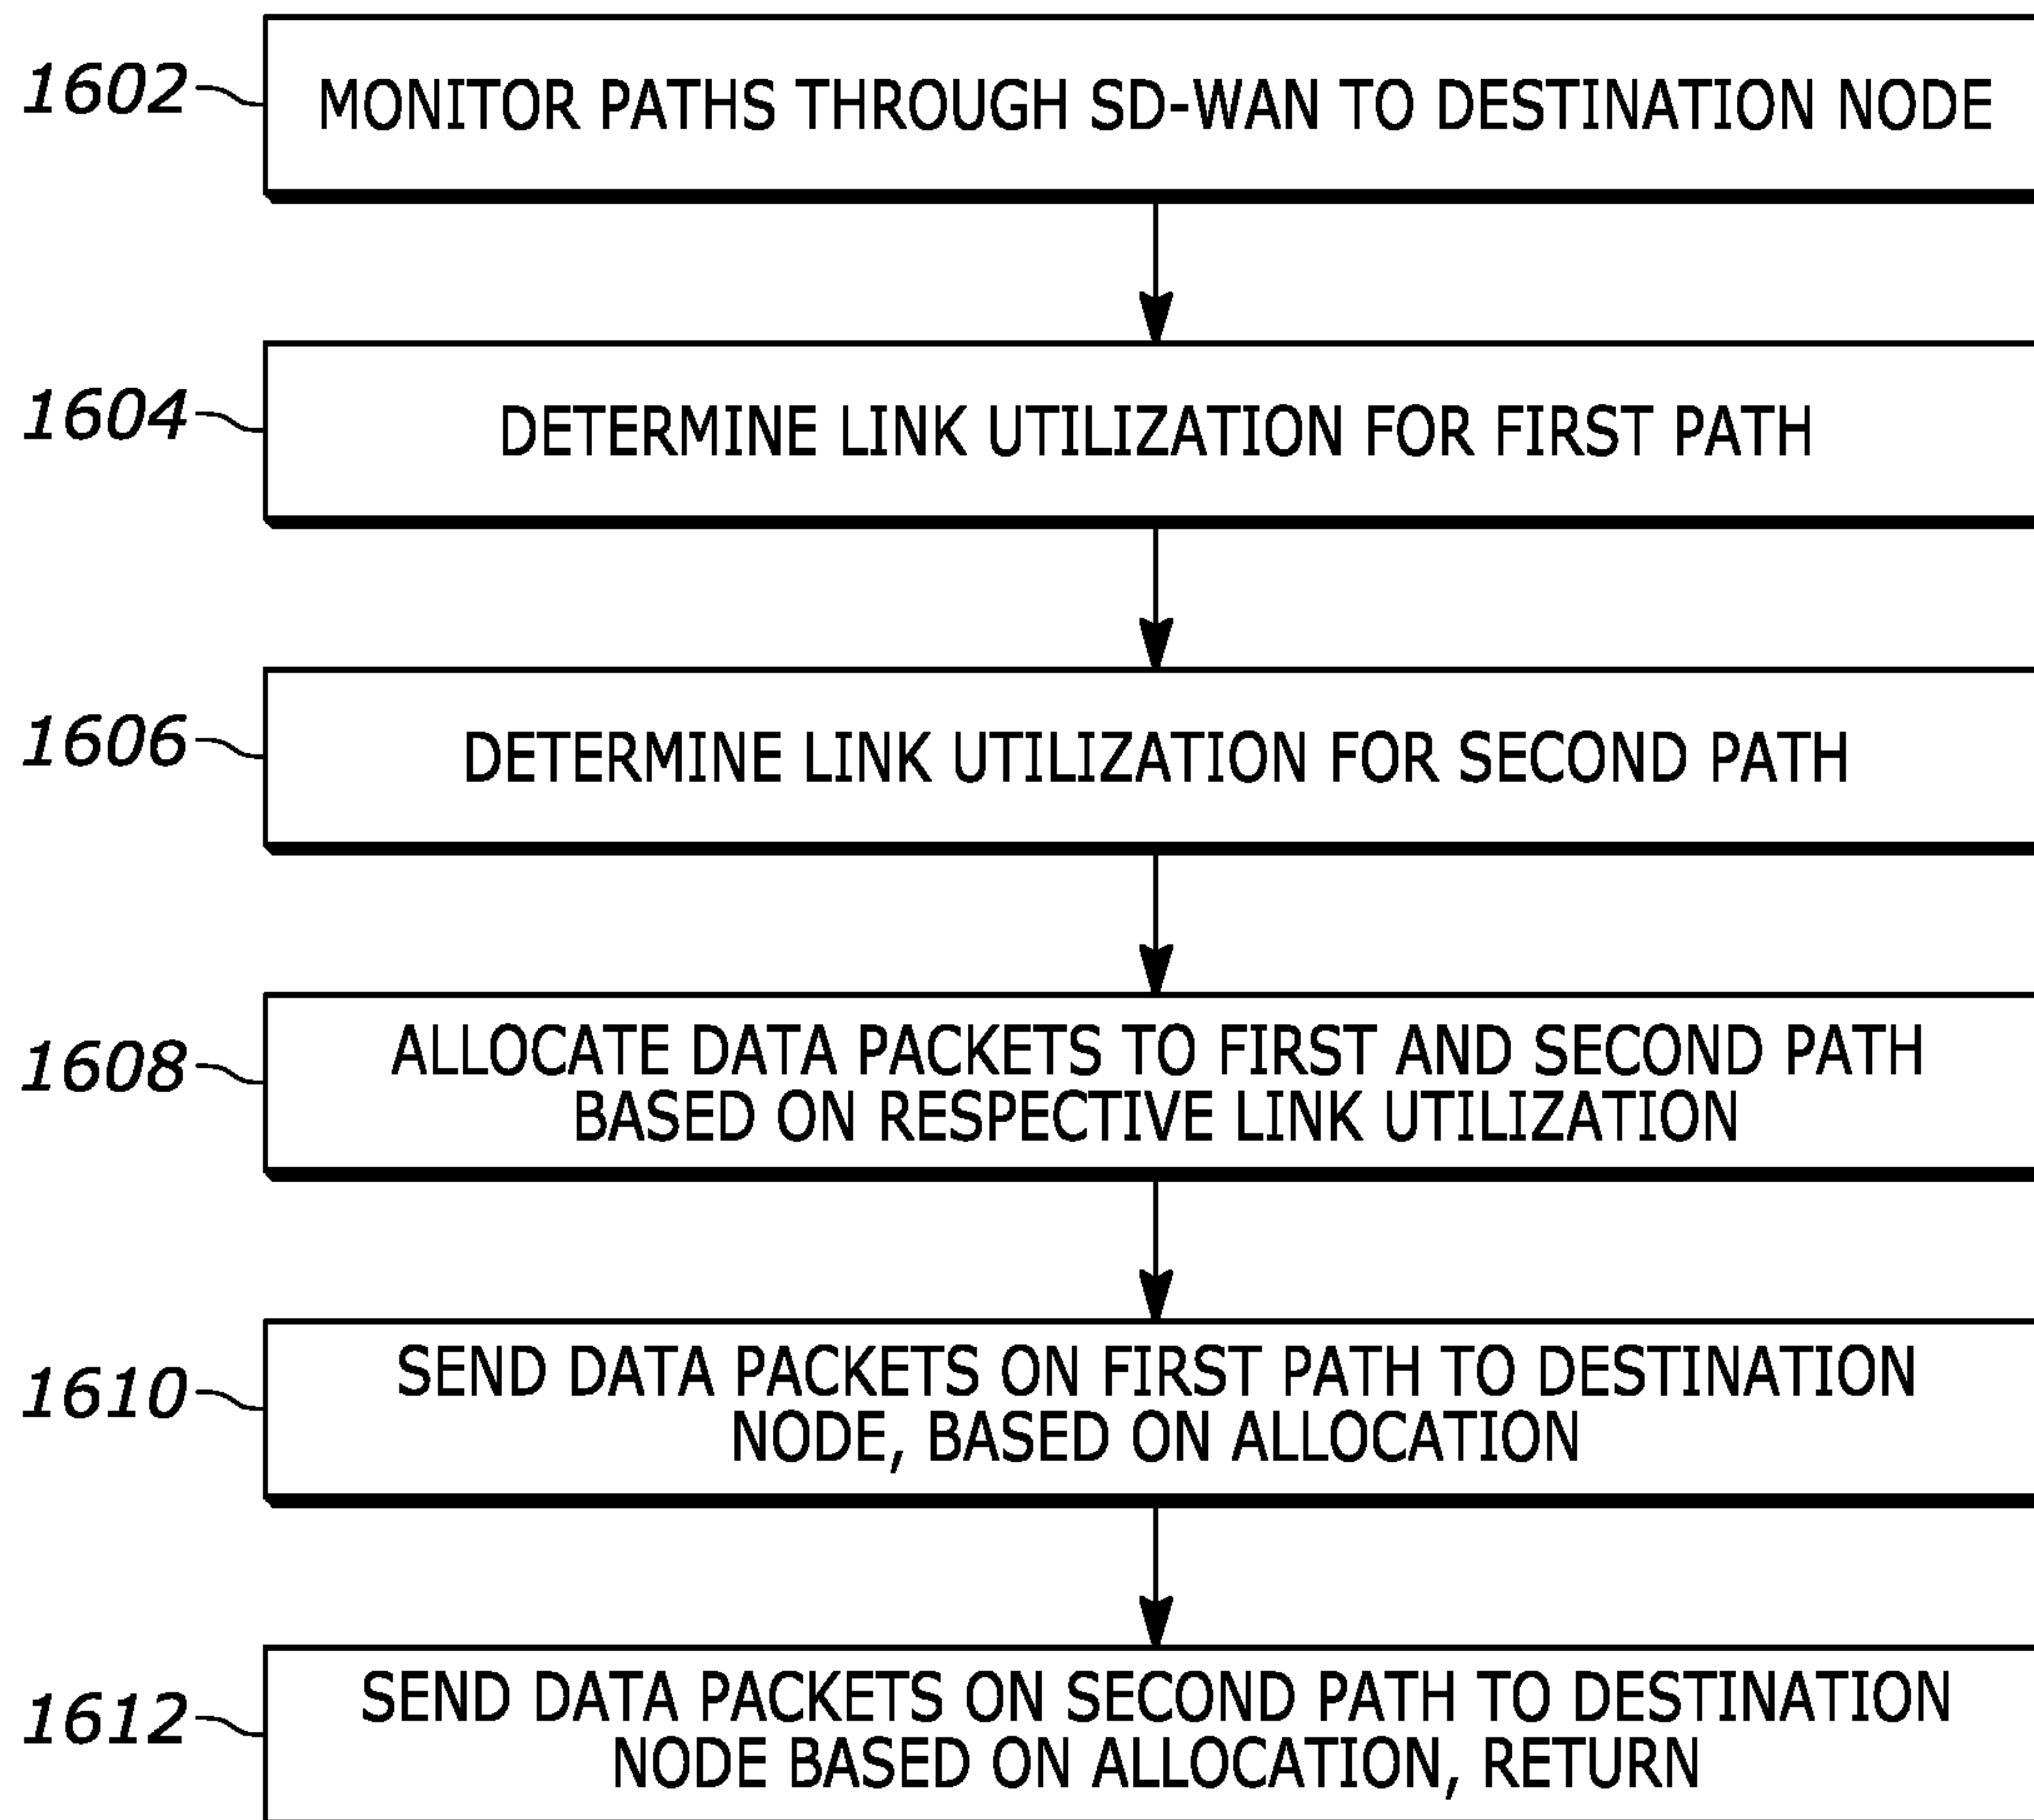 1602
MONITOR PATHS THROUGH SD-WAN TO DESTINATION NODE
1604
DETERMINE LINK UTILIZATION FOR FIRST PATH
1606
DETERMINE LINK UTILIZATION FOR SECOND PATH
1608
ALLOCATE DATA PACKETS TO FIRST AND SECOND PATH
BASED ON RESPECTIVE LINK UTILIZATION
1610
SEND DATA PACKETS ON FIRST PATH TO DESTINATION
NODE, BASED ON ALLOCATION
1612
SEND DATA PACKETS ON SECOND PATH TO DESTINATION
NODE BASED ON ALLOCATION, RETURN